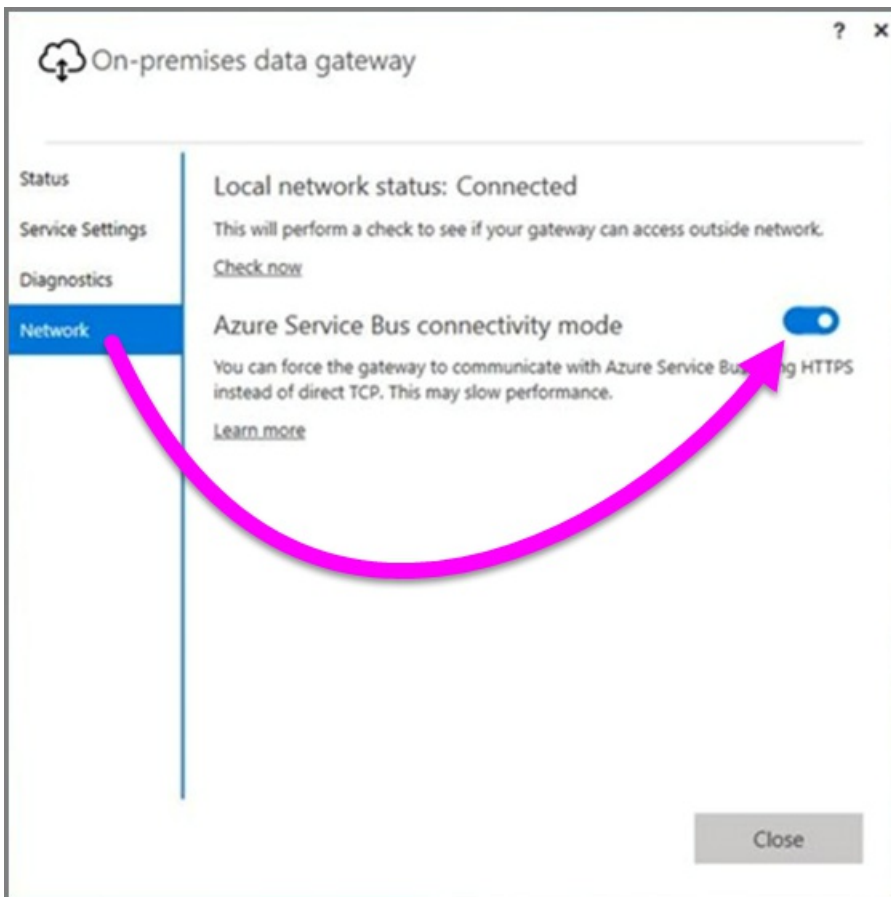 ? ×
On-premises data gateway
Status
Service Settings
Diagnostics
Network
Local network status: Connected
This will perform a check to see if your gateway can access outside network.
Check now
Azure Service Bus connectivity mode
You can force the gateway to communicate with Azure Service HTTPS
instead of direct TCP. This may slow performance.
Learn more
Close